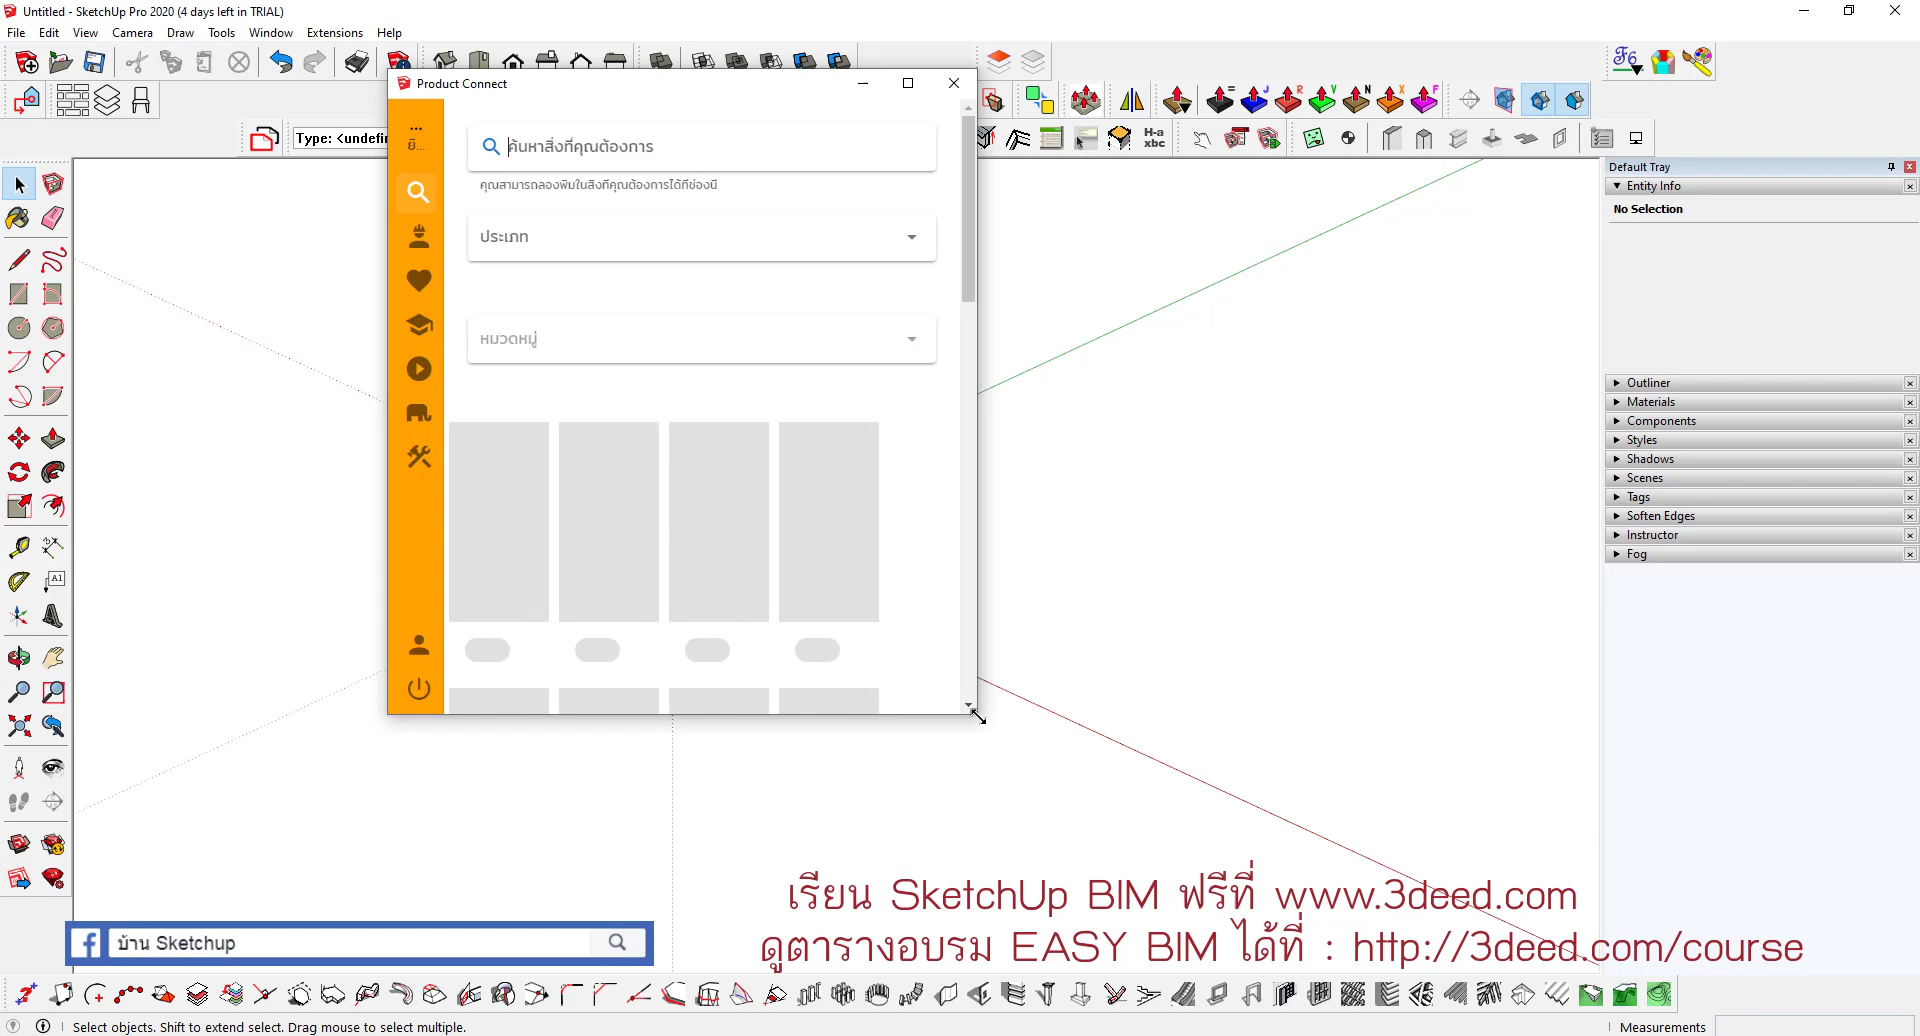 Untitled - SketchUp Pro 2020 (4 days left in TRIAL)
File Edit View Camera Draw Tools Window Extensions Help
Product Connect
Type: <undefin
H-a
xbc
...
ยิ...
ค้นหาสิ่งที่คุณต้องการ
คุณสามารถลองพิมในสิ่งที่คุณต้องการได้ที่ช่องนี้
ประเภท
หมวดหมู่
A1
Default Tray
Entity Info
No Selection
Outliner
Materials
Components
Styles
Shadows
Scenes
Tags
Soften Edges
Instructor
Fog
เรียน SketchUp BIM ฟรีที่ www.3deed.com
ดูตารางอบรม EASY BIM ได้ที่ : http://3deed.com/course
f บ้าน Sketchup
Select objects. Shift to extend select. Drag mouse to select multiple.
Measurements